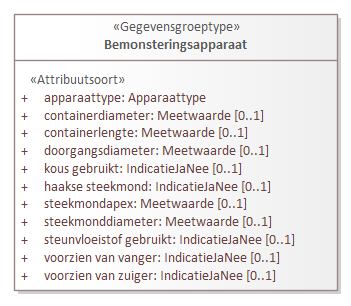 «Gegevensgroeptype»
Bemonsteringsapparaat
«Attribuutsoort»
+ apparaattype: Apparaattype
+ containerdiameter: Meetwaarde [0..1]
+ containerlengte: Meetwaarde [0..1]
+ doorgangsdiameter: Meetwaarde [0..1]
+ kous gebruikt: IndicatieJaNee [0..1]
+ haakse steekmond: IndicatieJaNee [0..1]
+ steekmondapex: Meetwaarde [0..1]
+ steekmonddiameter: Meetwaarde [0..1]
+ steunvloeistof gebruikt: IndicatieJaNee [0..1]
+ voorzien van vanger: IndicatieJaNee [0..1]
+ voorzien van zuiger: IndicatieJaNee [0..1]